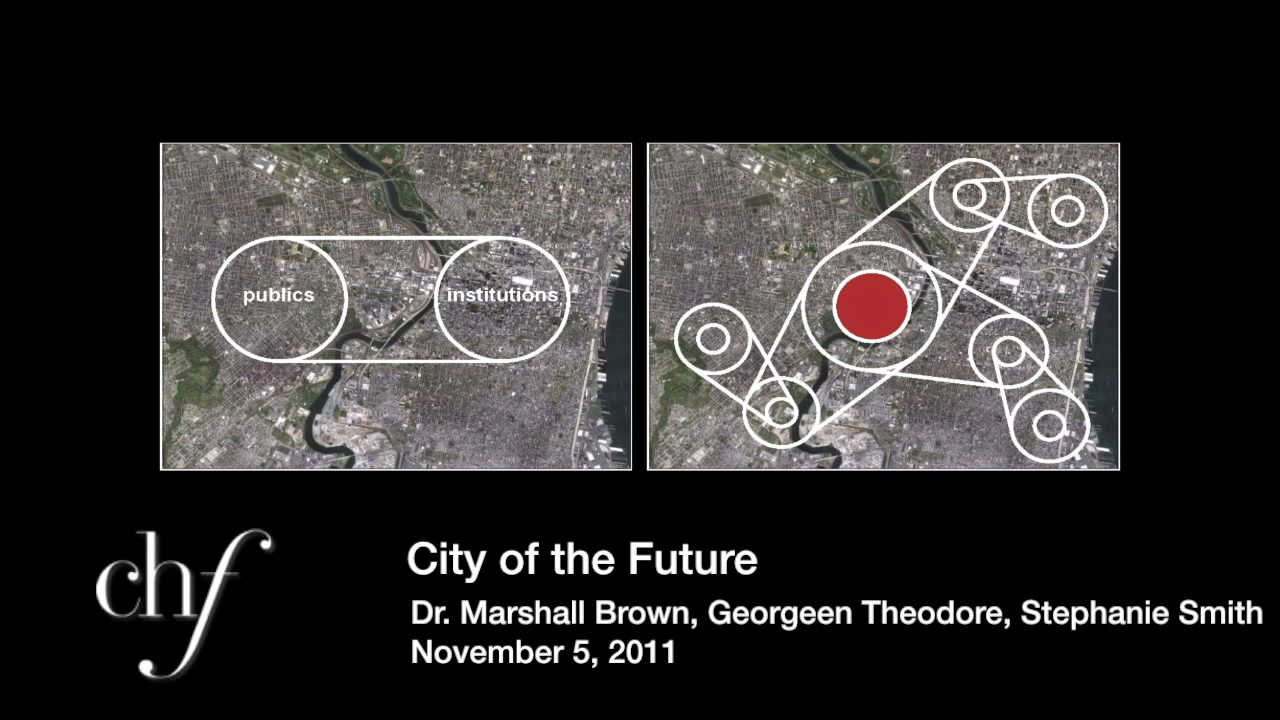 publics
institutions
chf
City of the Future
Dr. Marshall Brown, Georgeen Theodore, Stephanie Smith
November 5, 2011